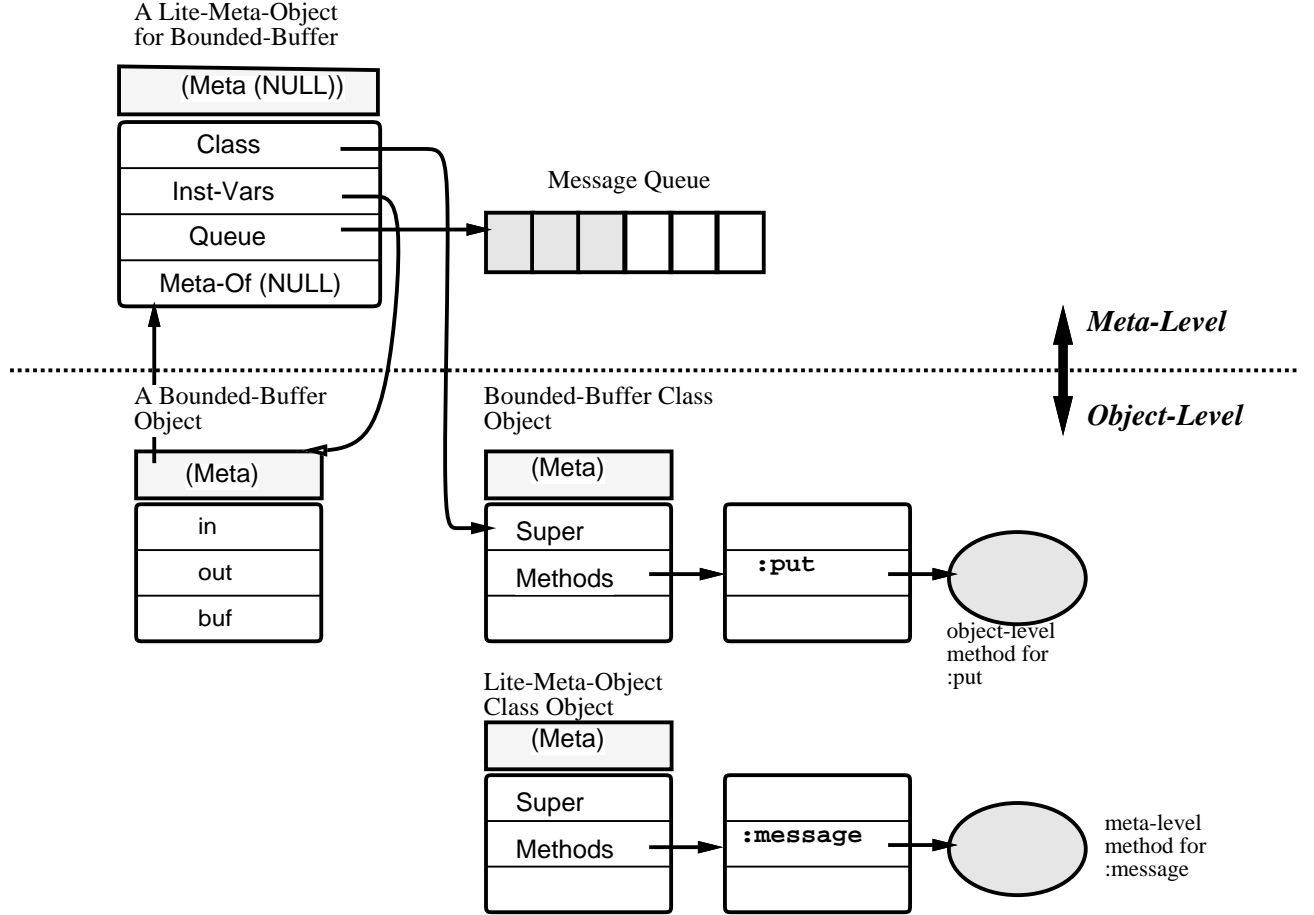 A Lite-Meta-Object
for Bounded-Buffer
(Meta (NULL))
Class
Inst-Vars
Queue
Meta-Of (NULL)
Message Queue
Meta-Level
Object-Level
A Bounded-Buffer
Object
(Meta)
in
out
buf
Bounded-Buffer Class
Object
(Meta)
Super
Methods
:put
object-level
method for
:put
Lite-Meta-Object
Class Object
(Meta)
Super
Methods
:message
meta-level
method for
:message